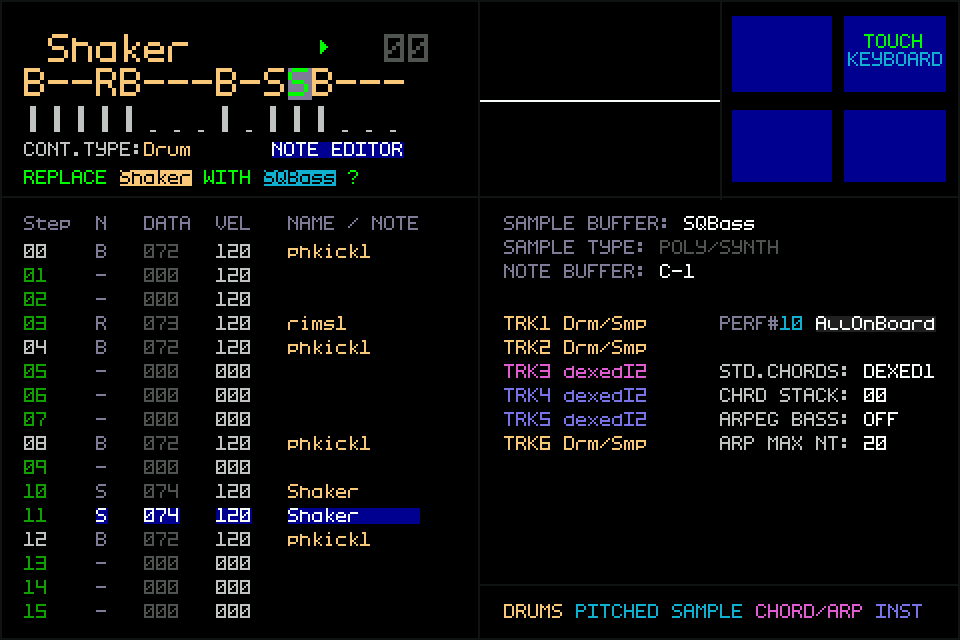 Shaker 00
B--RB---B-SSB---
CONT.TYPE:Drum NOTE EDITOR
REPLACE Shaker WITH SQBass ?
TOUCH
KEYBOARD
Step N DATA VEL NAME / NOTE
00 B 072 120 phkick1
01 - 000 120
02 - 000 120
03 R 073 120 rims1
04 B 072 120 phkick1
05 - 000 000
06 - 000 000
07 - 000 000
08 B 072 120 phkick1
09 - 000 000
10 S 074 120 Shaker
11 S 074 120 Shaker
12 B 072 120 phkick1
13 - 000 000
14 - 000 000
15 - 000 000
SAMPLE BUFFER: SQBass
SAMPLE TYPE: POLY/SYNTH
NOTE BUFFER: C-1
TRK1 Drm/Smp PERF#10 AllOnBoard
TRK2 Drm/Smp
TRK3 dexedI2 STD.CHORDS: DEXED1
TRK4 dexedI2 CHRD STACK: 00
TRK5 dexedI2 ARPEG BASS: OFF
TRK6 Drm/Smp ARP MAX NT: 20
DRUMS PITCHED SAMPLE CHORD/ARP INST